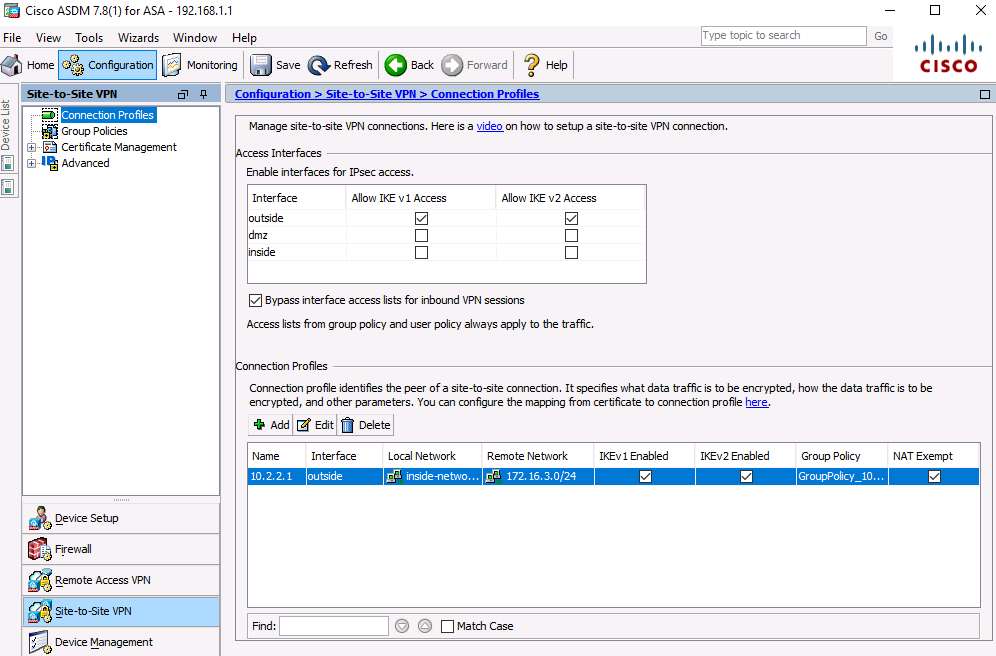 Cisco ASDM 7.8(1) for ASA - 192.168.1.1
File View Tools Wizards Window Help
Type topic to search Go
CISCO
Home Configuration Monitoring Save Refresh Back Forward Help
Device List
Site-to-Site VPN
Connection Profiles
Group Policies
Certificate Management
Advanced
Device Setup
Firewall
Remote Access VPN
Site-to-Site VPN
Device Management
Configuration > Site-to-Site VPN > Connection Profiles
Manage site-to-site VPN connections. Here is a video on how to setup a site-to-site VPN connection.
Access Interfaces
Enable interfaces for IPsec access.
Interface Allow IKE v1 Access Allow IKE v2 Access
outside
dmz
inside
Bypass interface access lists for inbound VPN sessions
Access lists from group policy and user policy always apply to the traffic.
Connection Profiles
Connection profile identifies the peer of a site-to-site connection. It specifies what data traffic is to be encrypted, how the data traffic is to be
encrypted, and other parameters. You can configure the mapping from certificate to connection profile here.
Add Edit Delete
Name Interface Local Network Remote Network IKEv1 Enabled IKEv2 Enabled Group Policy NAT Exempt
10.2.2.1 outside inside-netwo... 172.16.3.0/24 GroupPolicy_10...
Find: Match Case